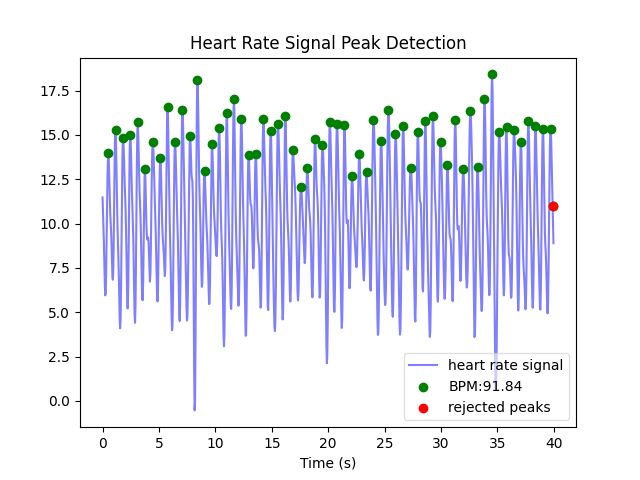 Heart Rate Signal Peak Detection
17.5
15.0
12.5
10.0
7.5
5.0
2.5
0.0
heart rate signal
BPM:91.84
rejected peaks
0 5 10 15 20 25 30 35 40
Time (s)